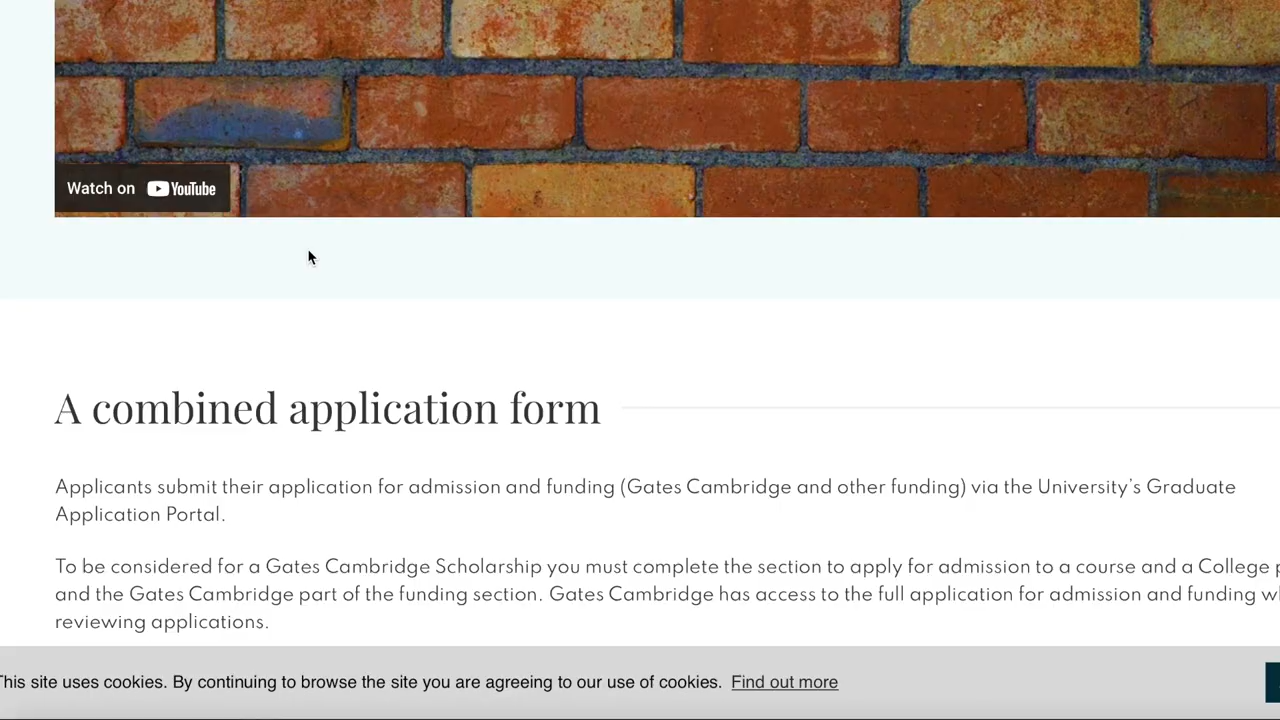 Watch on YouTube
A combined application form
Applicants submit their application for admission and funding (Gates Cambridge and other funding) via the University's Graduate
Application Portal.
To be considered for a Gates Cambridge Scholarship you must complete the section to apply for admission to a course and a College
and the Gates Cambridge part of the funding section. Gates Cambridge has access to the full application for admission and funding
reviewing applications.
This site uses cookies. By continuing to browse the site you are agreeing to our use of cookies. Find out more